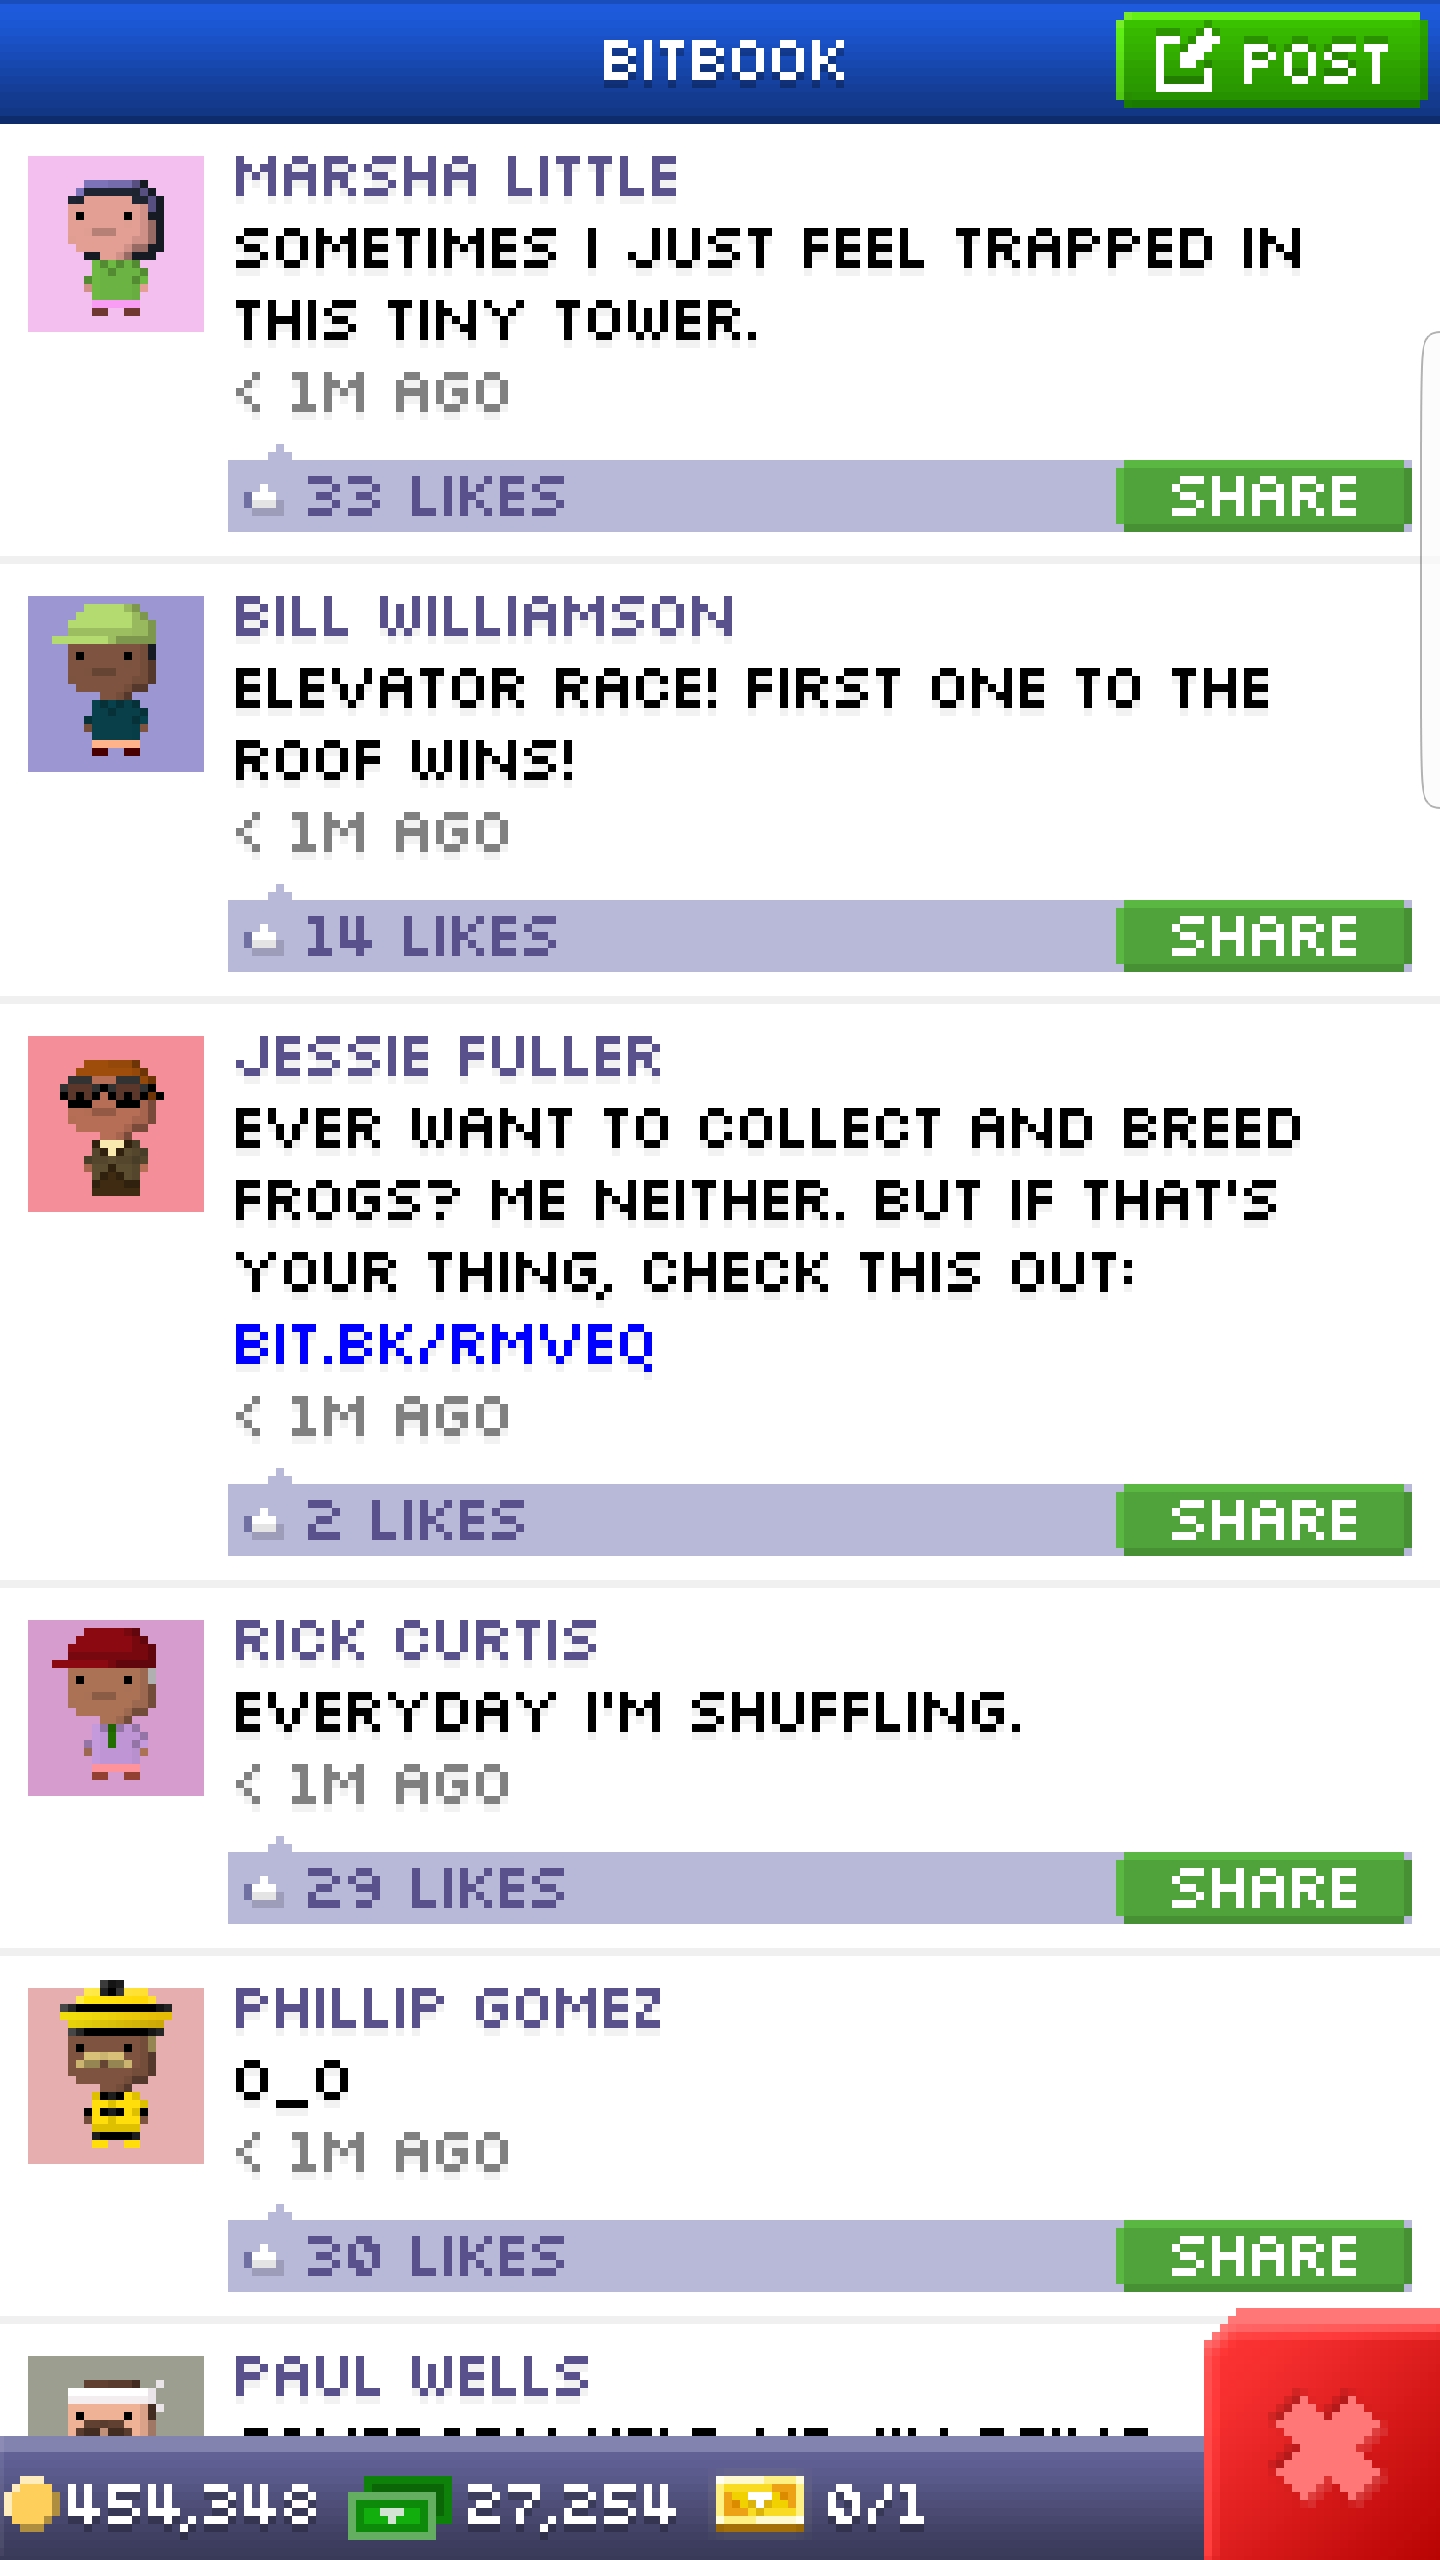 BITBOOK
POST
MARSHA LITTLE
SOMETIMES I JUST FEEL TRAPPED IN
THIS TINY TOWER.
< 1M AGO
33 LIKES
SHARE
BILL WILLIAMSON
ELEVATOR RACE! FIRST ONE TO THE
ROOF WINS!
< 1M AGO
14 LIKES
SHARE
JESSIE FULLER
EVER WANT TO COLLECT AND BREED
FROGS? ME NEITHER. BUT IF THAT'S
YOUR THING, CHECK THIS OUT:
BIT.BK/RMVEQ
< 1M AGO
2 LIKES
SHARE
RICK CURTIS
EVERYDAY I'M SHUFFLING.
< 1M AGO
29 LIKES
SHARE
PHILLIP GOMEZ
O_O
< 1M AGO
30 LIKES
SHARE
PAUL WELLS
454,348 27,254 0/1